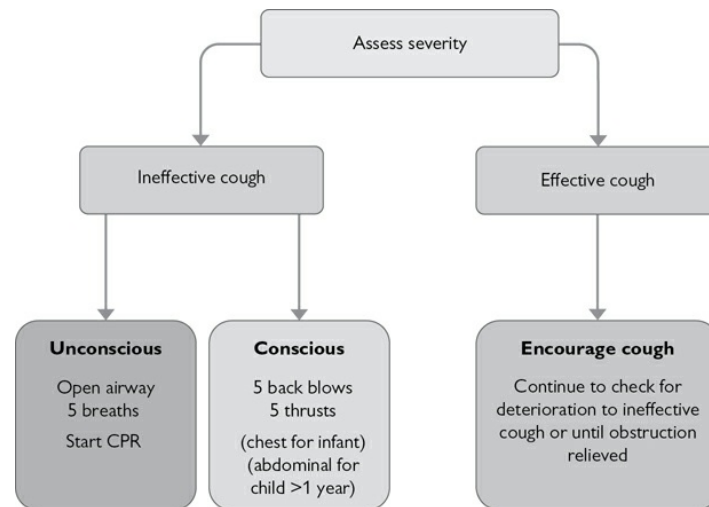 Assess severity
Ineffective cough
Effective cough
Unconscious
Open airway
5 breaths
Start CPR
Conscious
5 back blows
5 thrusts
(chest for infant)
(abdominal for
child >1 year)
Encourage cough
Continue to check for
deterioration to ineffective
cough or until obstruction
relieved